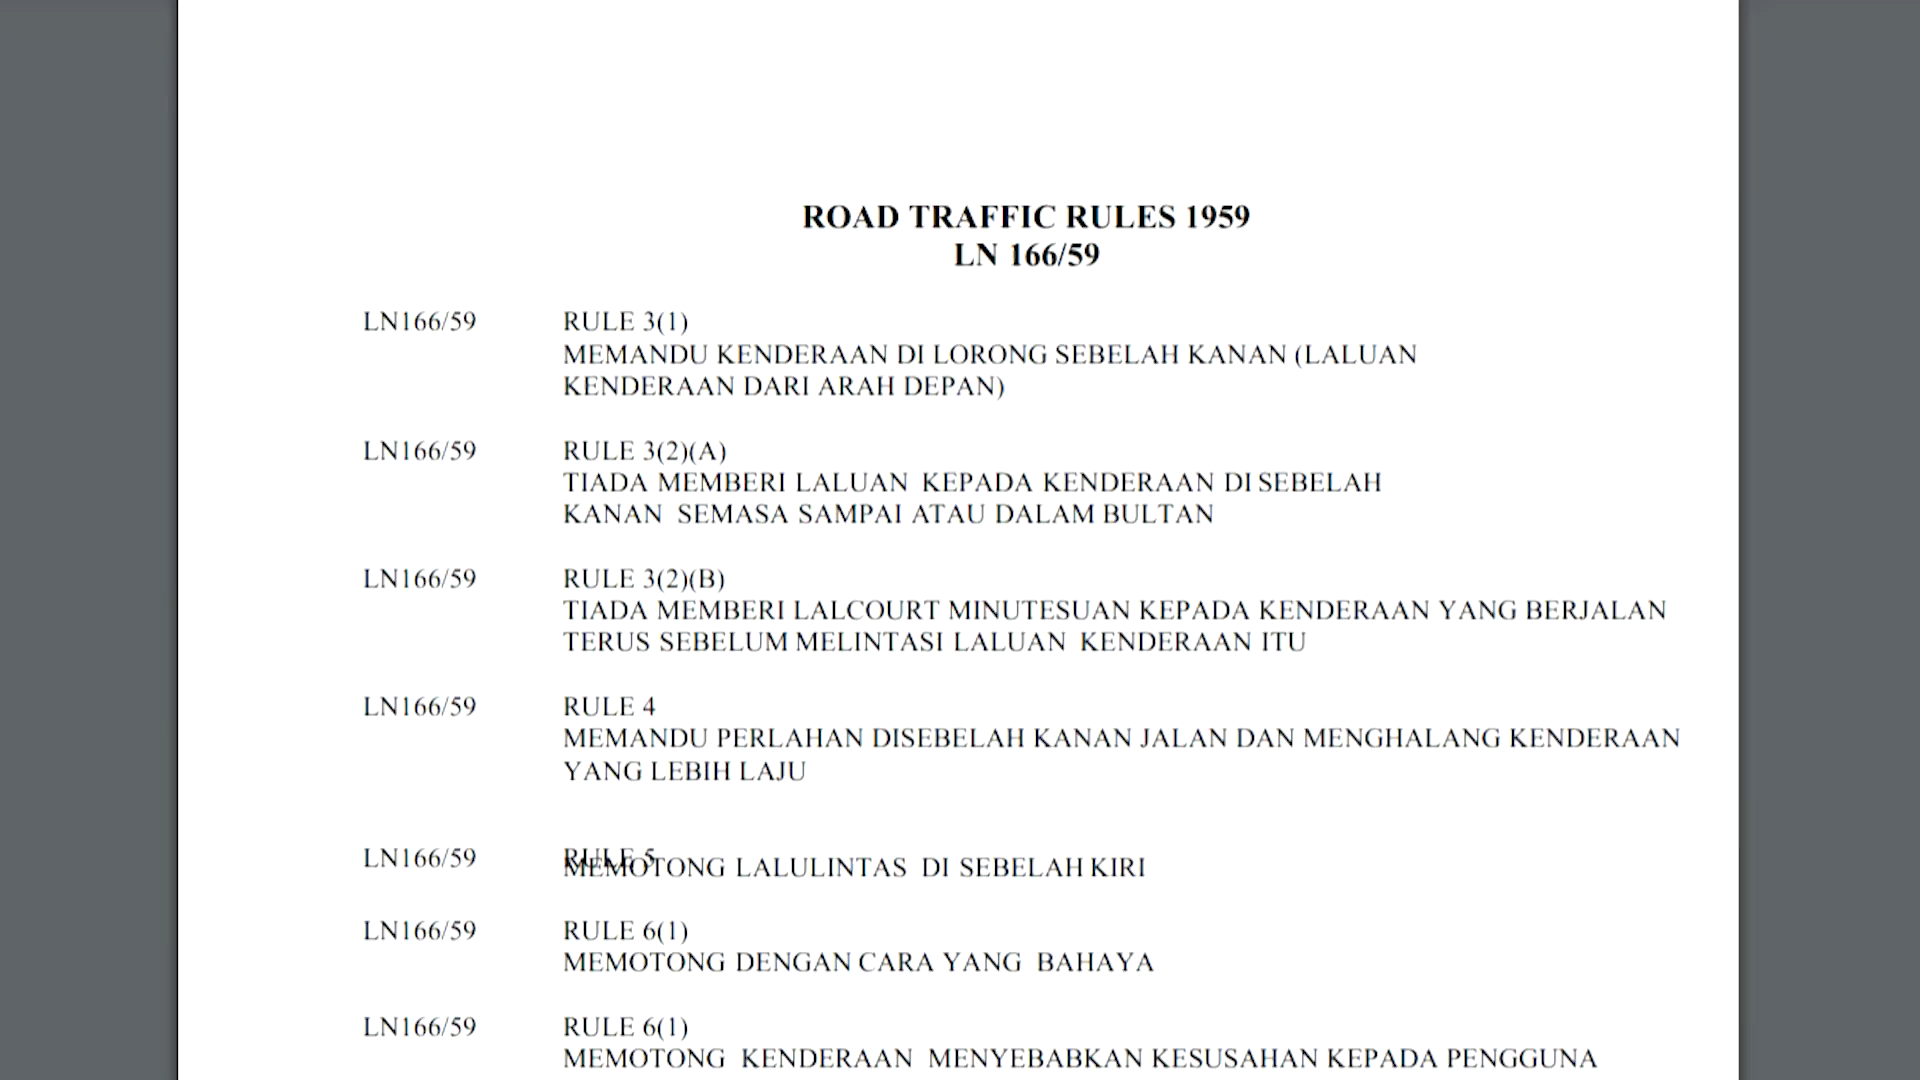 ROAD TRAFFIC RULES 1959
LN 166/59
LN166/59 RULE 3(1)
MEMANDU KENDERAAN DI LORONG SEBELAH KANAN (LALUAN
KENDERAAN DARI ARAH DEPAN)
LN166/59 RULE 3(2)(A)
TIADA MEMBERI LALUAN KEPADA KENDERAAN DI SEBELAH
KANAN SEMASA SAMPAI ATAU DALAM BULTAN
LN166/59 RULE 3(2)(B)
TIADA MEMBERI LALCOURT MINUTESUAN KEPADA KENDERAAN YANG BERJALAN
TERUS SEBELUM MELINTASI LALUAN KENDERAAN ITU
LN166/59 RULE 4
MEMANDU PERLAHAN DISEBELAH KANAN JALAN DAN MENGHALANG KENDERAAN
YANG LEBIH LAJU
LN166/59 RULE 5
MEMOTONG LALULINTAS DI SEBELAH KIRI
LN166/59 RULE 6(1)
MEMOTONG DENGAN CARA YANG BAHAYA
LN166/59 RULE 6(1)
MEMOTONG KENDERAAN MENYEBABKAN KESUSAHAN KEPADA PENGGUNA